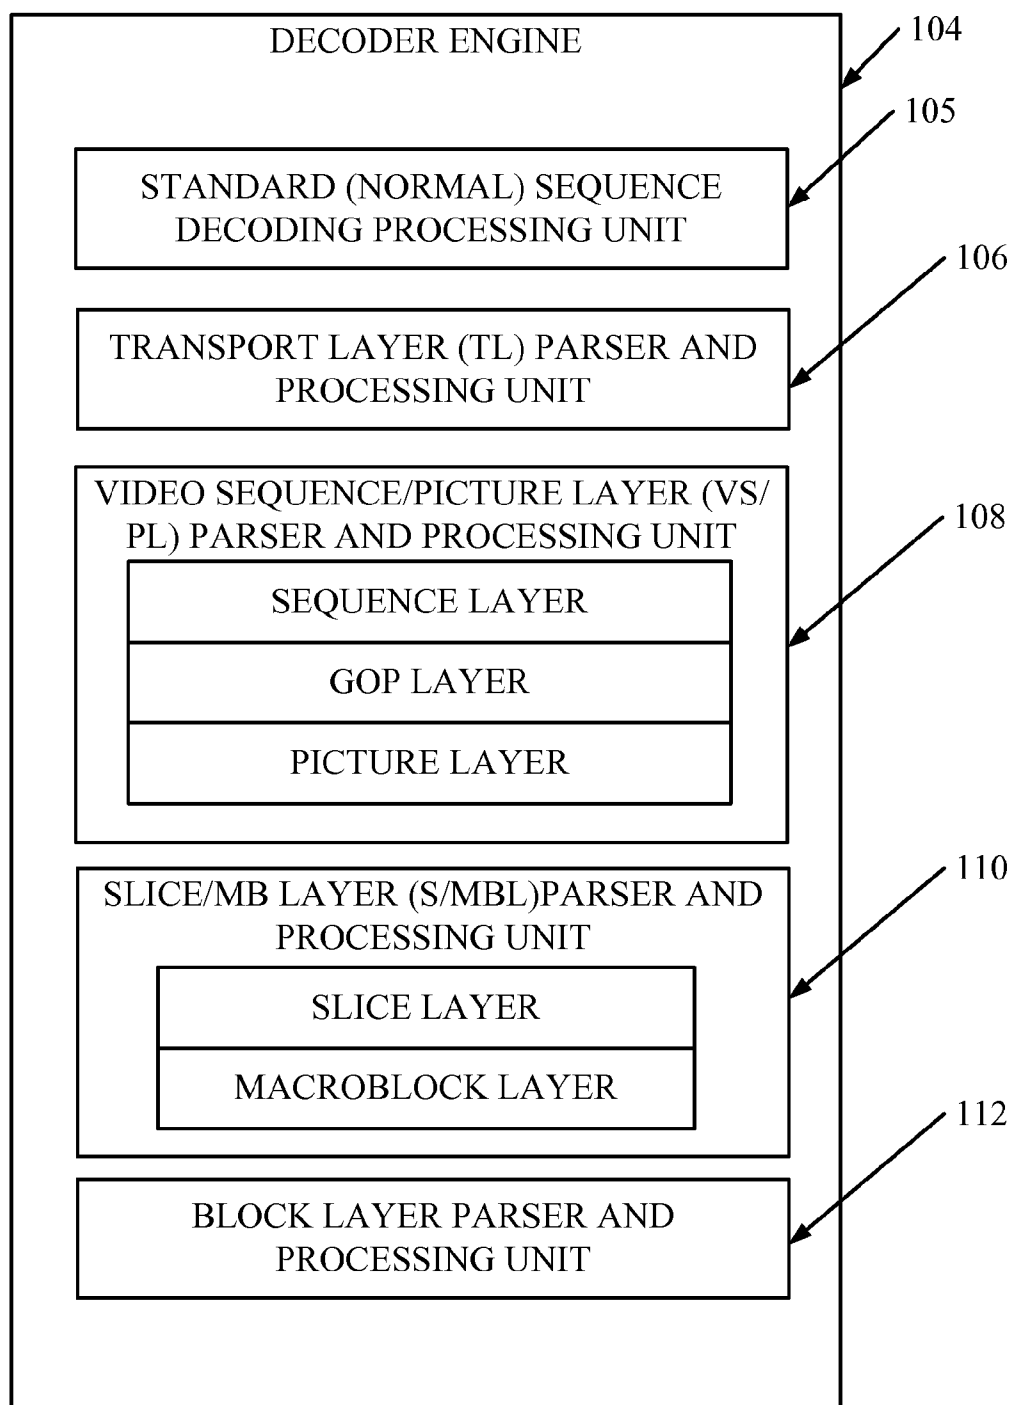 DECODER ENGINE
104
105
STANDARD (NORMAL) SEQUENCE
DECODING PROCESSING UNIT
106
TRANSPORT LAYER (TL) PARSER AND
PROCESSING UNIT
VIDEO SEQUENCE/PICTURE LAYER (VS/
PL) PARSER AND PROCESSING UNIT
108
SEQUENCE LAYER
GOP LAYER
PICTURE LAYER
110
SLICE/MB LAYER (S/MBL)PARSER AND
PROCESSING UNIT
SLICE LAYER
MACROBLOCK LAYER
112
BLOCK LAYER PARSER AND
PROCESSING UNIT